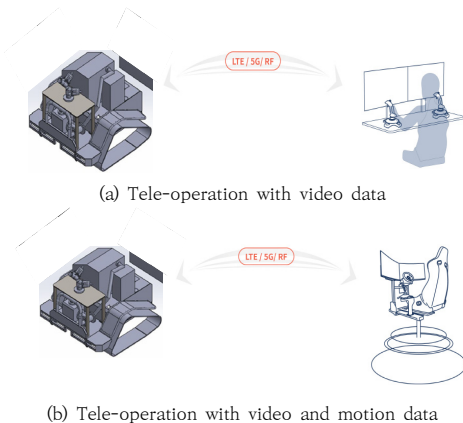 LTE / 5G/ RF
(a) Tele-operation with video data
LTE / 5G/ RF
(b) Tele-operation with video and motion data